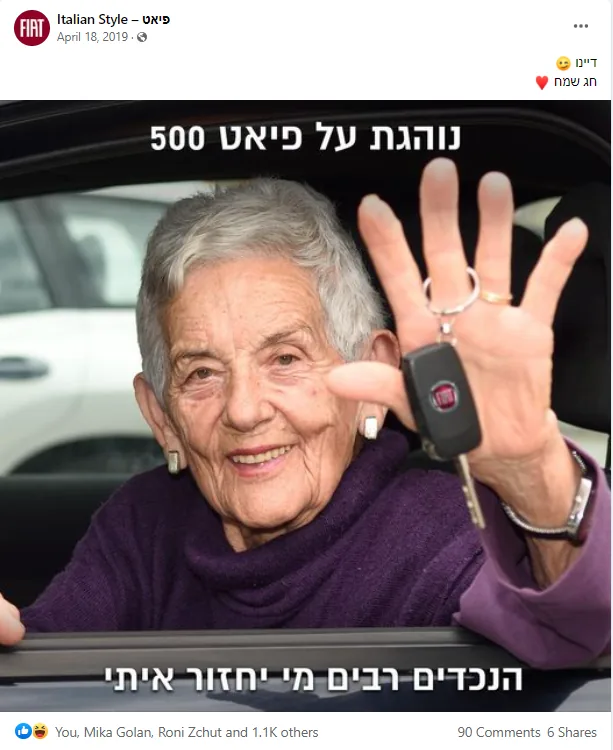 Italian Style – פיאט
April 18, 2019 ·
דיינו
חג שמח
נוהגת על פיאט 500
FIAT
הנכדים רבים מי יחזור איתי
You, Mika Golan, Roni Zchut and 1.1K others
90 Comments 6 Shares